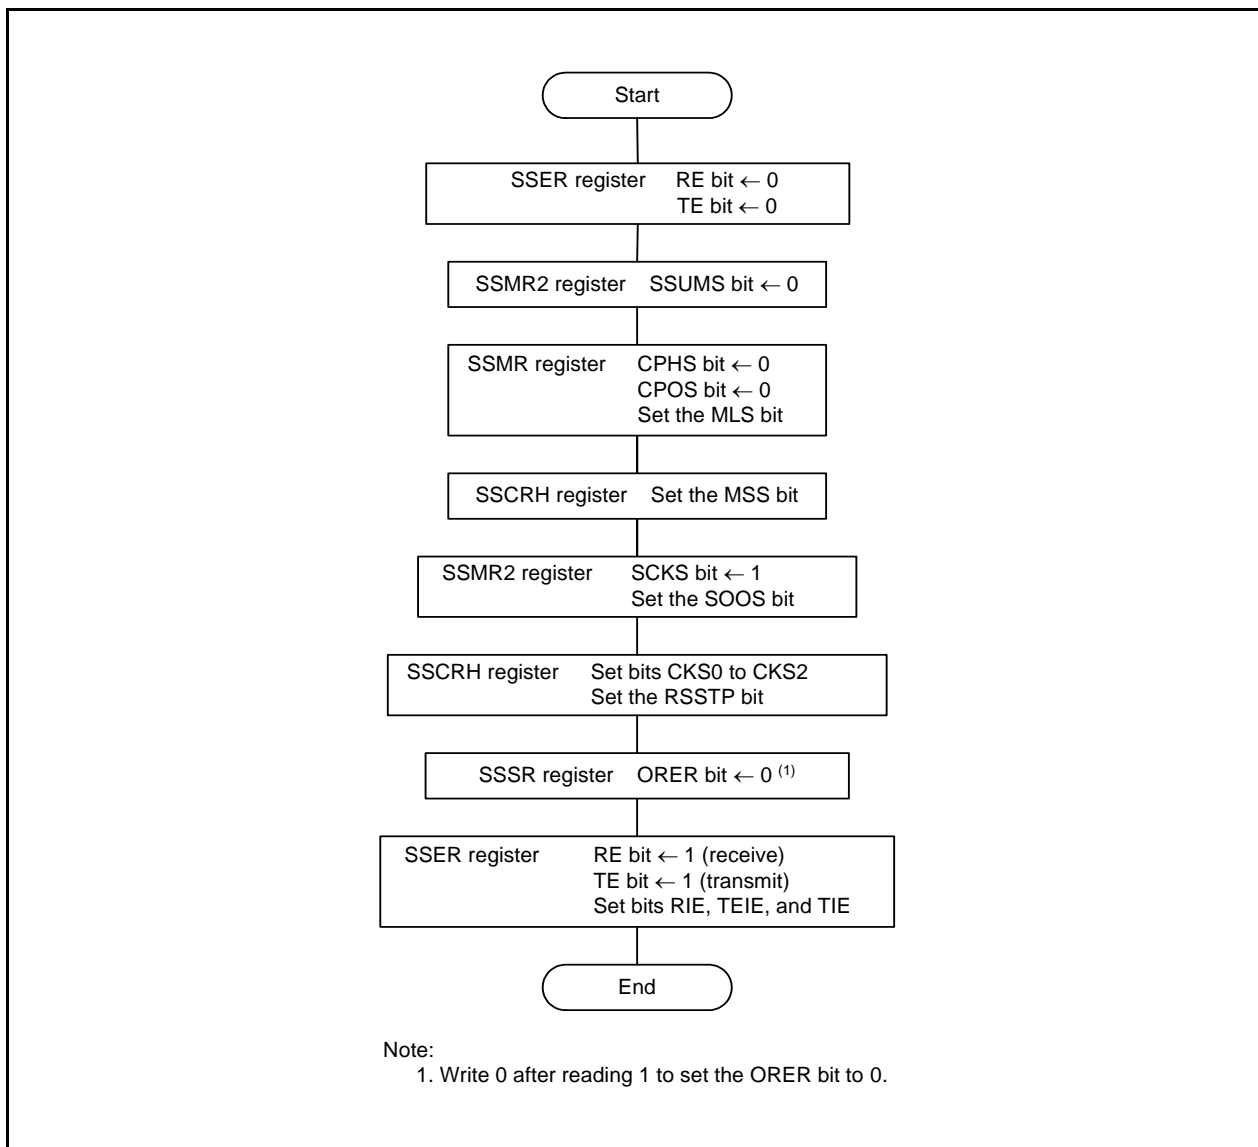 Start
SSER register RE bit ← 0
TE bit ← 0
SSMR2 register SSUMS bit ← 0
SSMR register CPHS bit ← 0
CPOS bit ← 0
Set the MLS bit
SSCRH register Set the MSS bit
SSMR2 register SCKS bit ← 1
Set the SOOS bit
SSCRH register Set bits CKS0 to CKS2
Set the RSSTP bit
SSSR register ORER bit ← 0 (1)
SSER register RE bit ← 1 (receive)
TE bit ← 1 (transmit)
Set bits RIE, TEIE, and TIE
End
Note:
1. Write 0 after reading 1 to set the ORER bit to 0.